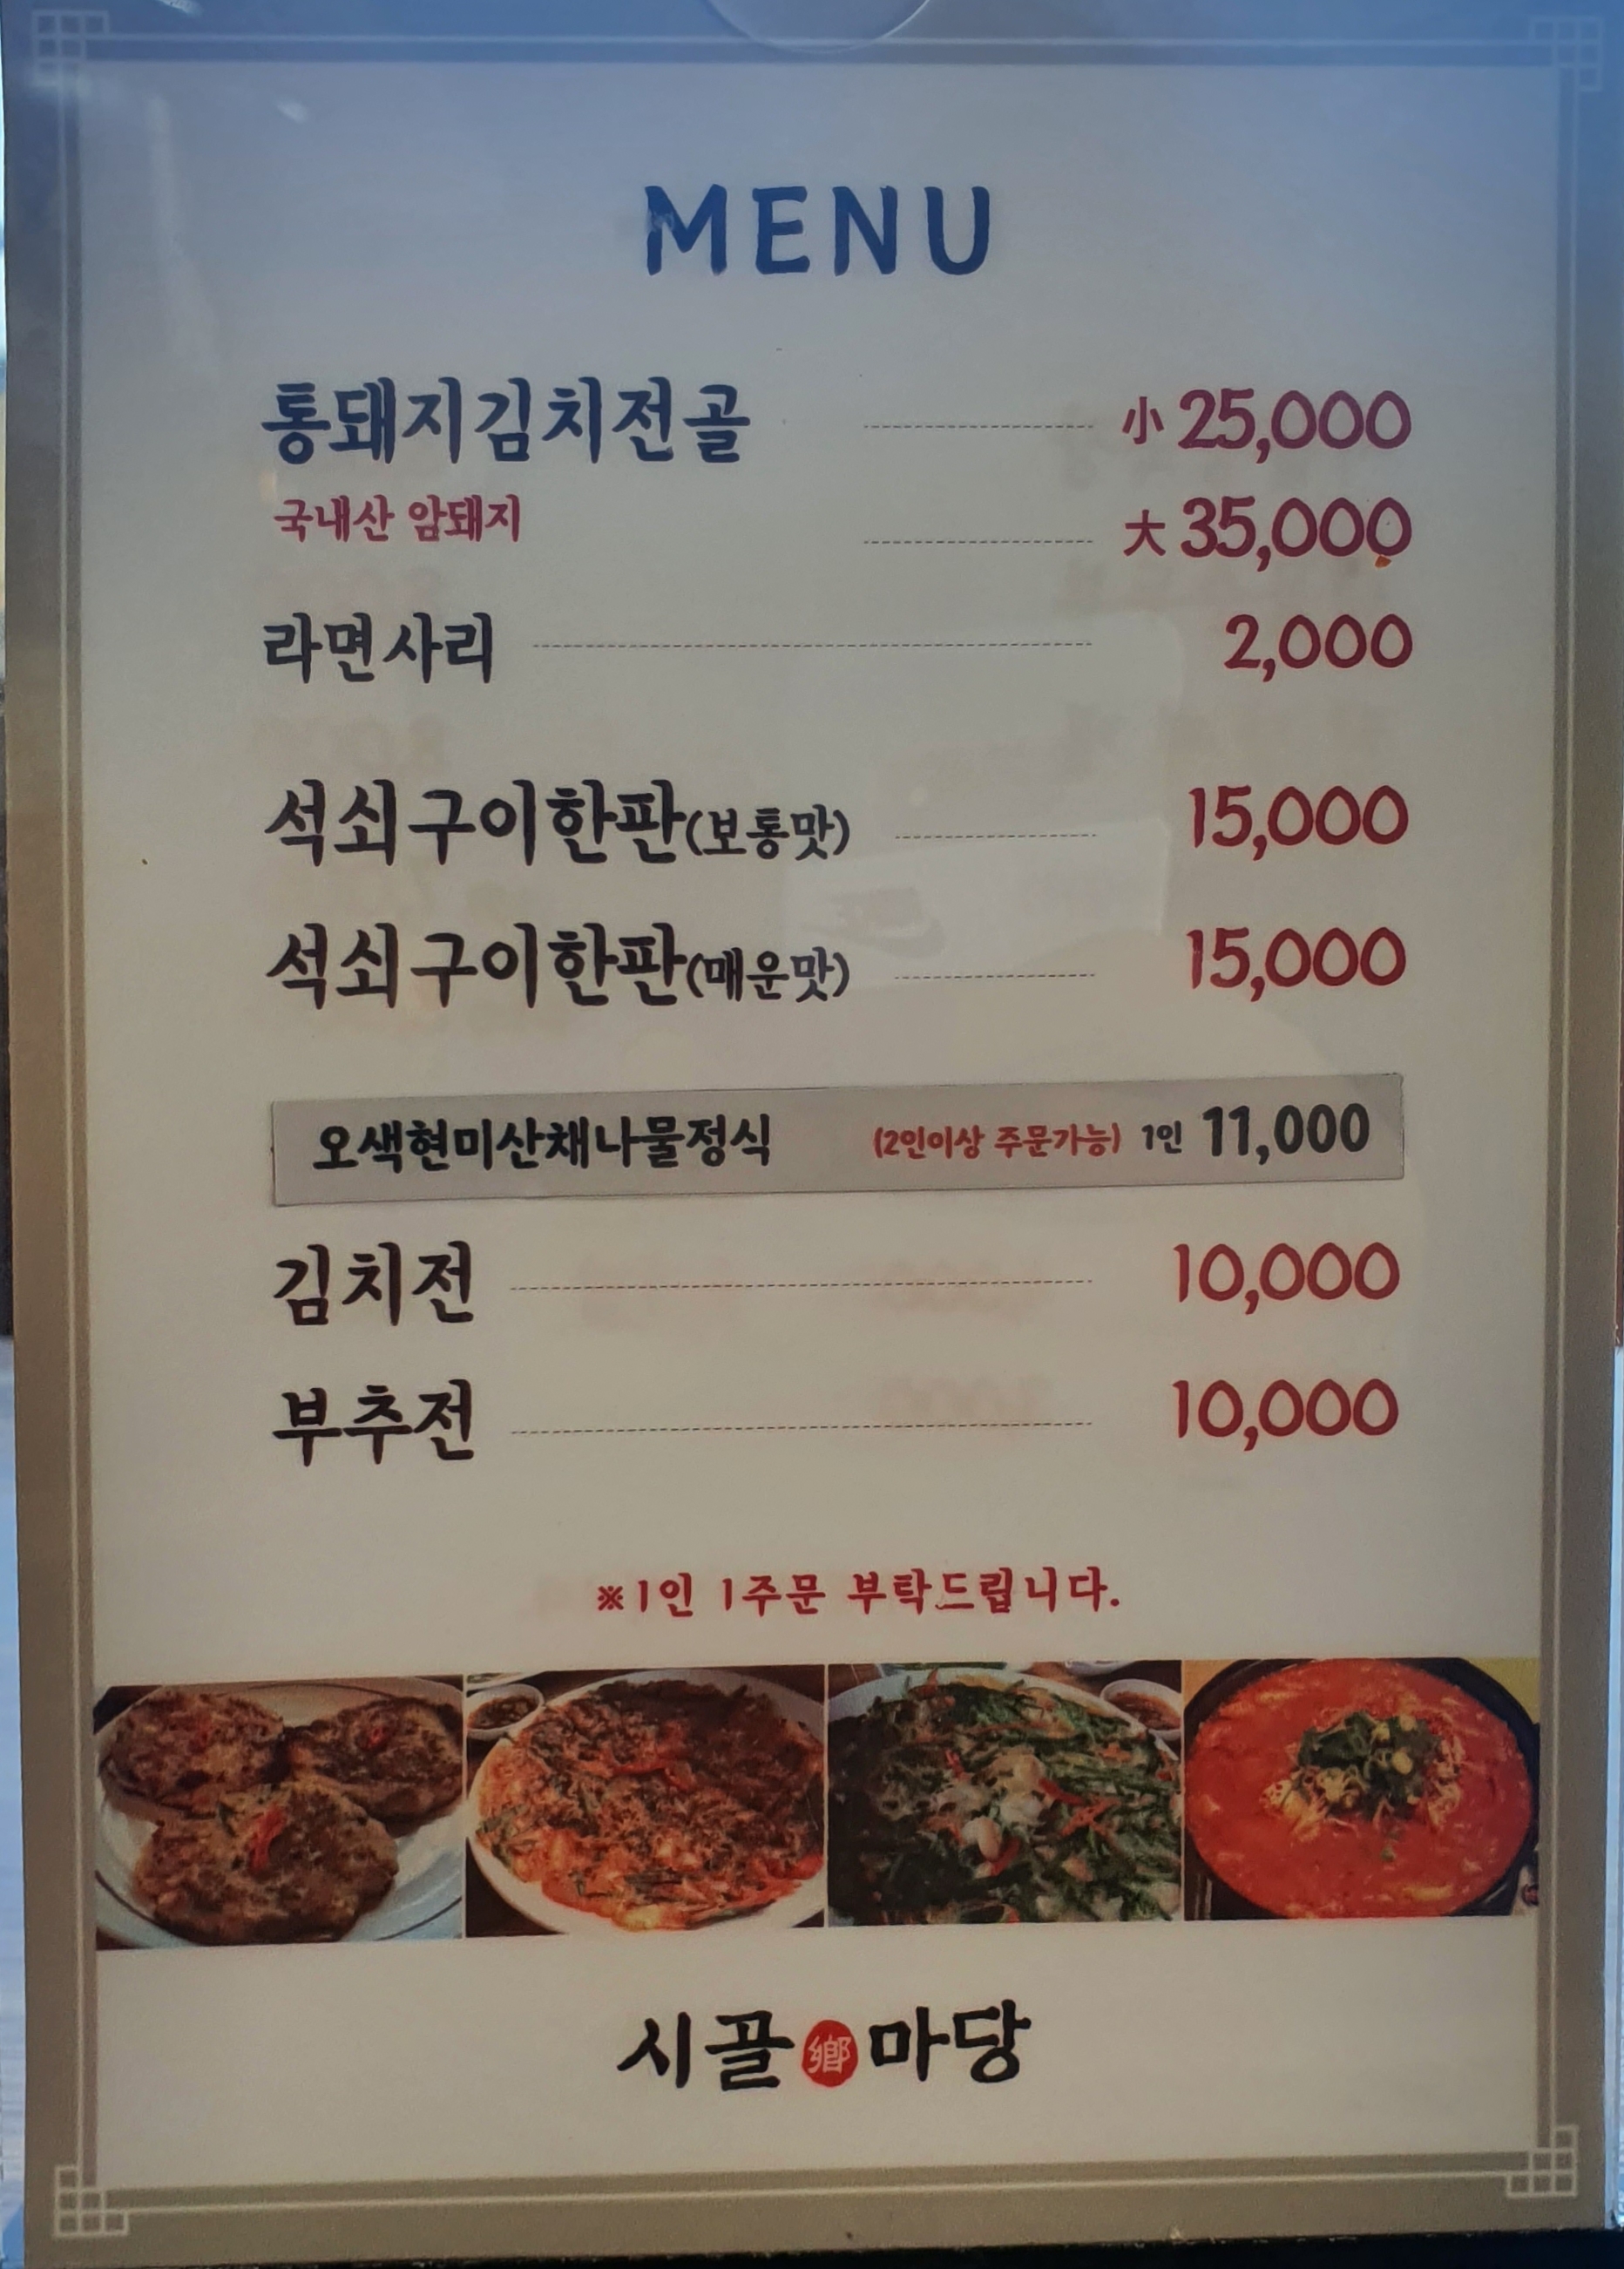 MENU
통돼지김치전골 小 25,000
국내산 암돼지 大 35,000
라면사리 2,000
석쇠구이한판(보통맛) 15,000
석쇠구이한판(매운맛) 15,000
오색현미산채나물정식 (2인이상 주문가능) 1인 11,000
김치전 10,000
부추전 10,000
※1인 1주문 부탁드립니다.
시골 鄕 마당